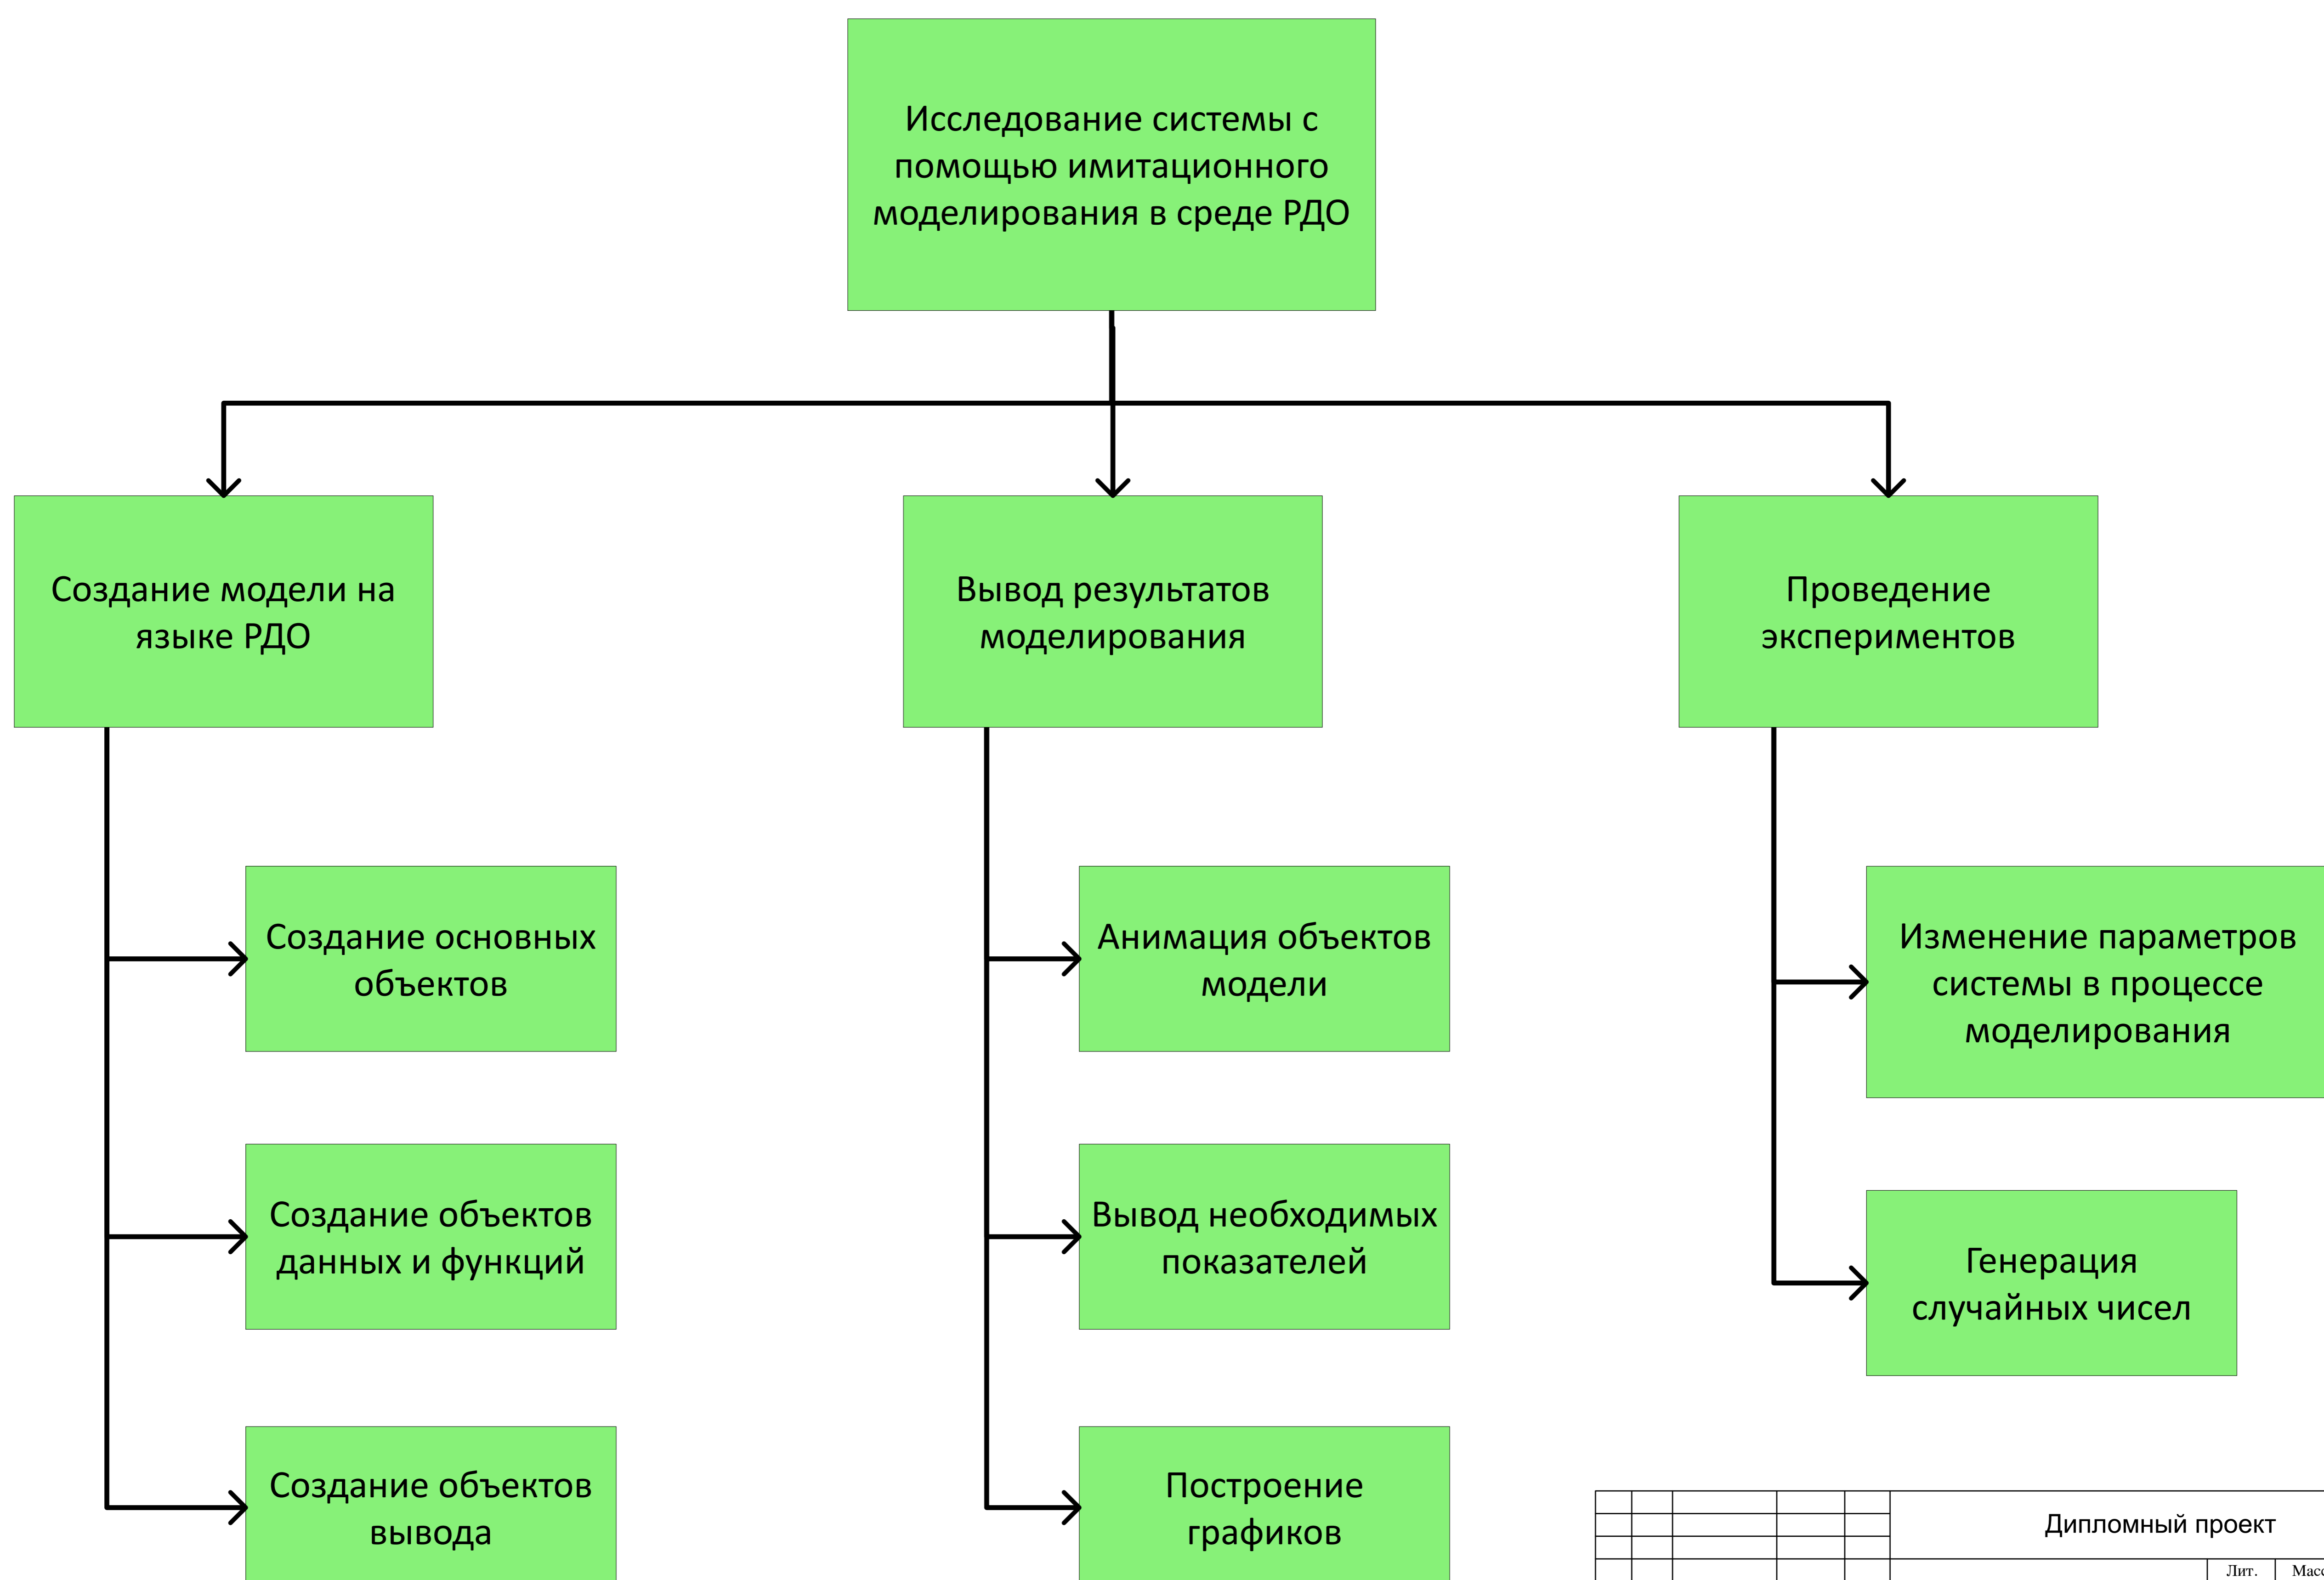 Исследование системы с
помощью имитационного
моделирования в среде РДО
Создание модели на
языке РДО
Вывод результатов
моделирования
Проведение
экспериментов
Создание основных
объектов
Анимация объектов
модели
Изменение параметров
системы в процессе
моделирования
Создание объектов
данных и функций
Вывод необходимых
показателей
Генерация
случайных чисел
Создание объектов
вывода
Построение
графиков
Дипломный проект
Лит.